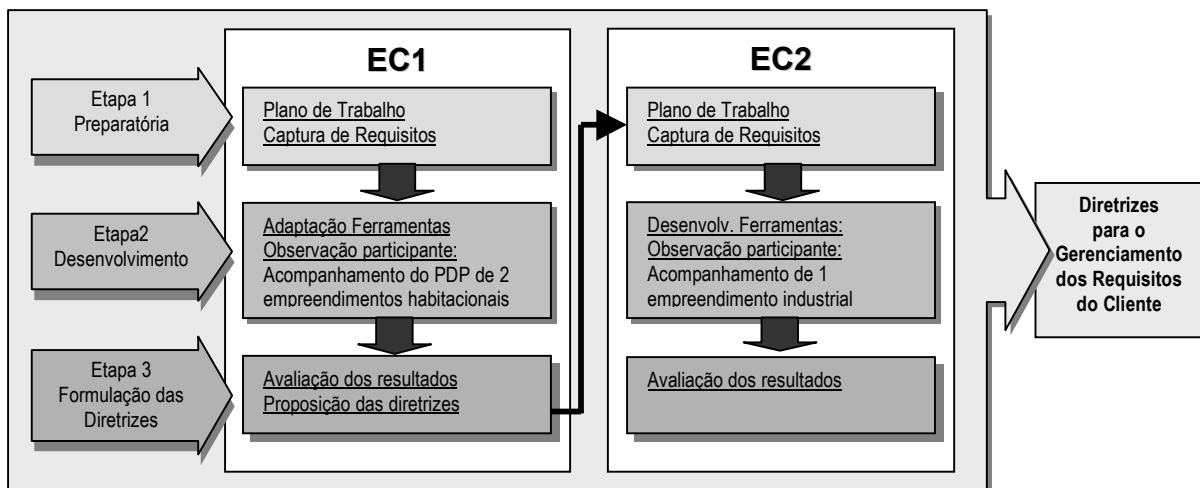 EC1
EC2
Etapa 1
Preparatória
Plano de Trabalho
Captura de Requisitos
Plano de Trabalho
Captura de Requisitos
Etapa2
Desenvolvimento
Adaptação Ferramentas
Observação participante:
Acompanhamento do PDP de 2
empreendimentos habitacionais
Desenvolv. Ferramentas:
Observação participante:
Acompanhamento de 1
empreendimento industrial
Etapa 3
Formulação das
Diretrizes
Avaliação dos resultados
Proposição das diretrizes
Avaliação dos resultados
Diretrizes
para o
Gerenciamento
dos Requisitos
do Cliente